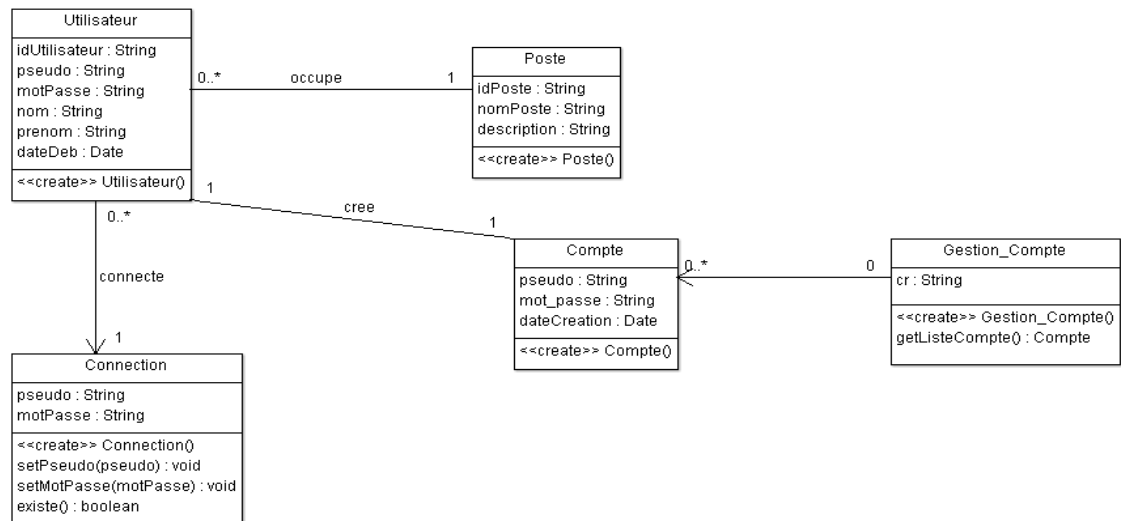 Utilisateur
idUtilisateur : String
pseudo : String
motPasse : String
nom : String
prenom : String
dateDeb : Date
<<create>> Utilisateur()
0..*
occupe
1
Poste
idPoste : String
nomPoste : String
description : String
<<create>> Poste()
1
cree
1
0..*
connecte
1
Compte
pseudo : String
mot_passe : String
dateCreation : Date
<<create>> Compte()
0..*
0
Gestion_Compte
cr : String
<<create>> Gestion_Compte()
getListeCompte() : Compte
Connection
pseudo : String
motPasse : String
<<create>> Connection()
setPseudo(pseudo) : void
setMotPasse(motPasse) : void
existe() : boolean